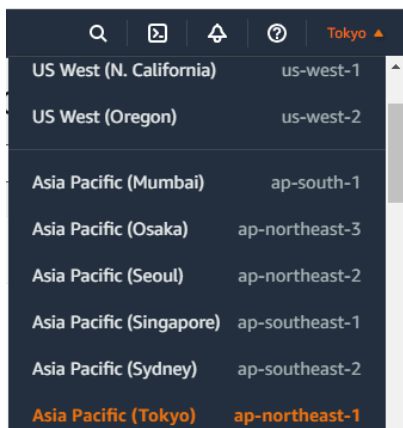 Tokyo ▲
US West (N. California) us-west-1
US West (Oregon) us-west-2
Asia Pacific (Mumbai) ap-south-1
Asia Pacific (Osaka) ap-northeast-3
Asia Pacific (Seoul) ap-northeast-2
Asia Pacific (Singapore) ap-southeast-1
Asia Pacific (Sydney) ap-southeast-2
Asia Pacific (Tokyo) ap-northeast-1